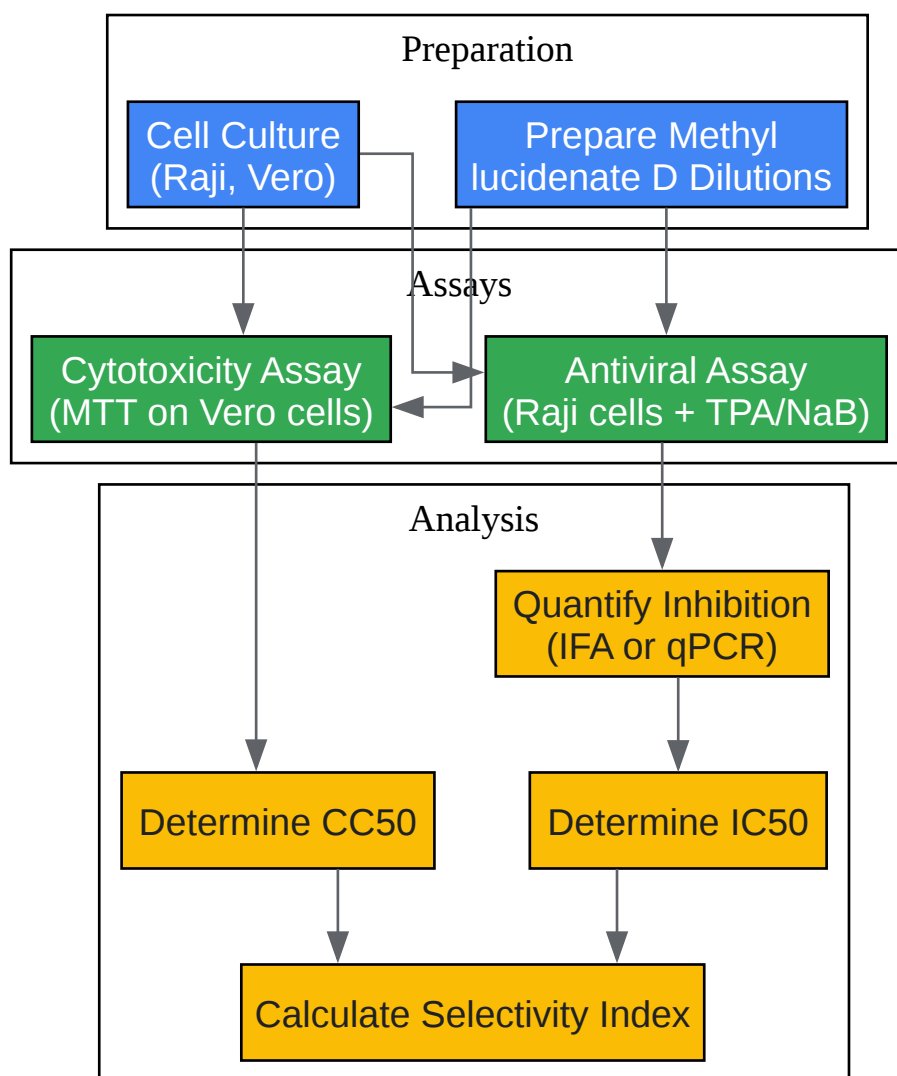 Preparation
Cell Culture
(Raji, Vero)
Prepare Methyl
lucidenate D Dilutions
Assays
Cytotoxicity Assay
(MTT on Vero cells)
Antiviral Assay
(Raji cells + TPA/NaB)
Analysis
Quantify Inhibition
(IFA or qPCR)
Determine CC50
Determine IC50
Calculate Selectivity Index